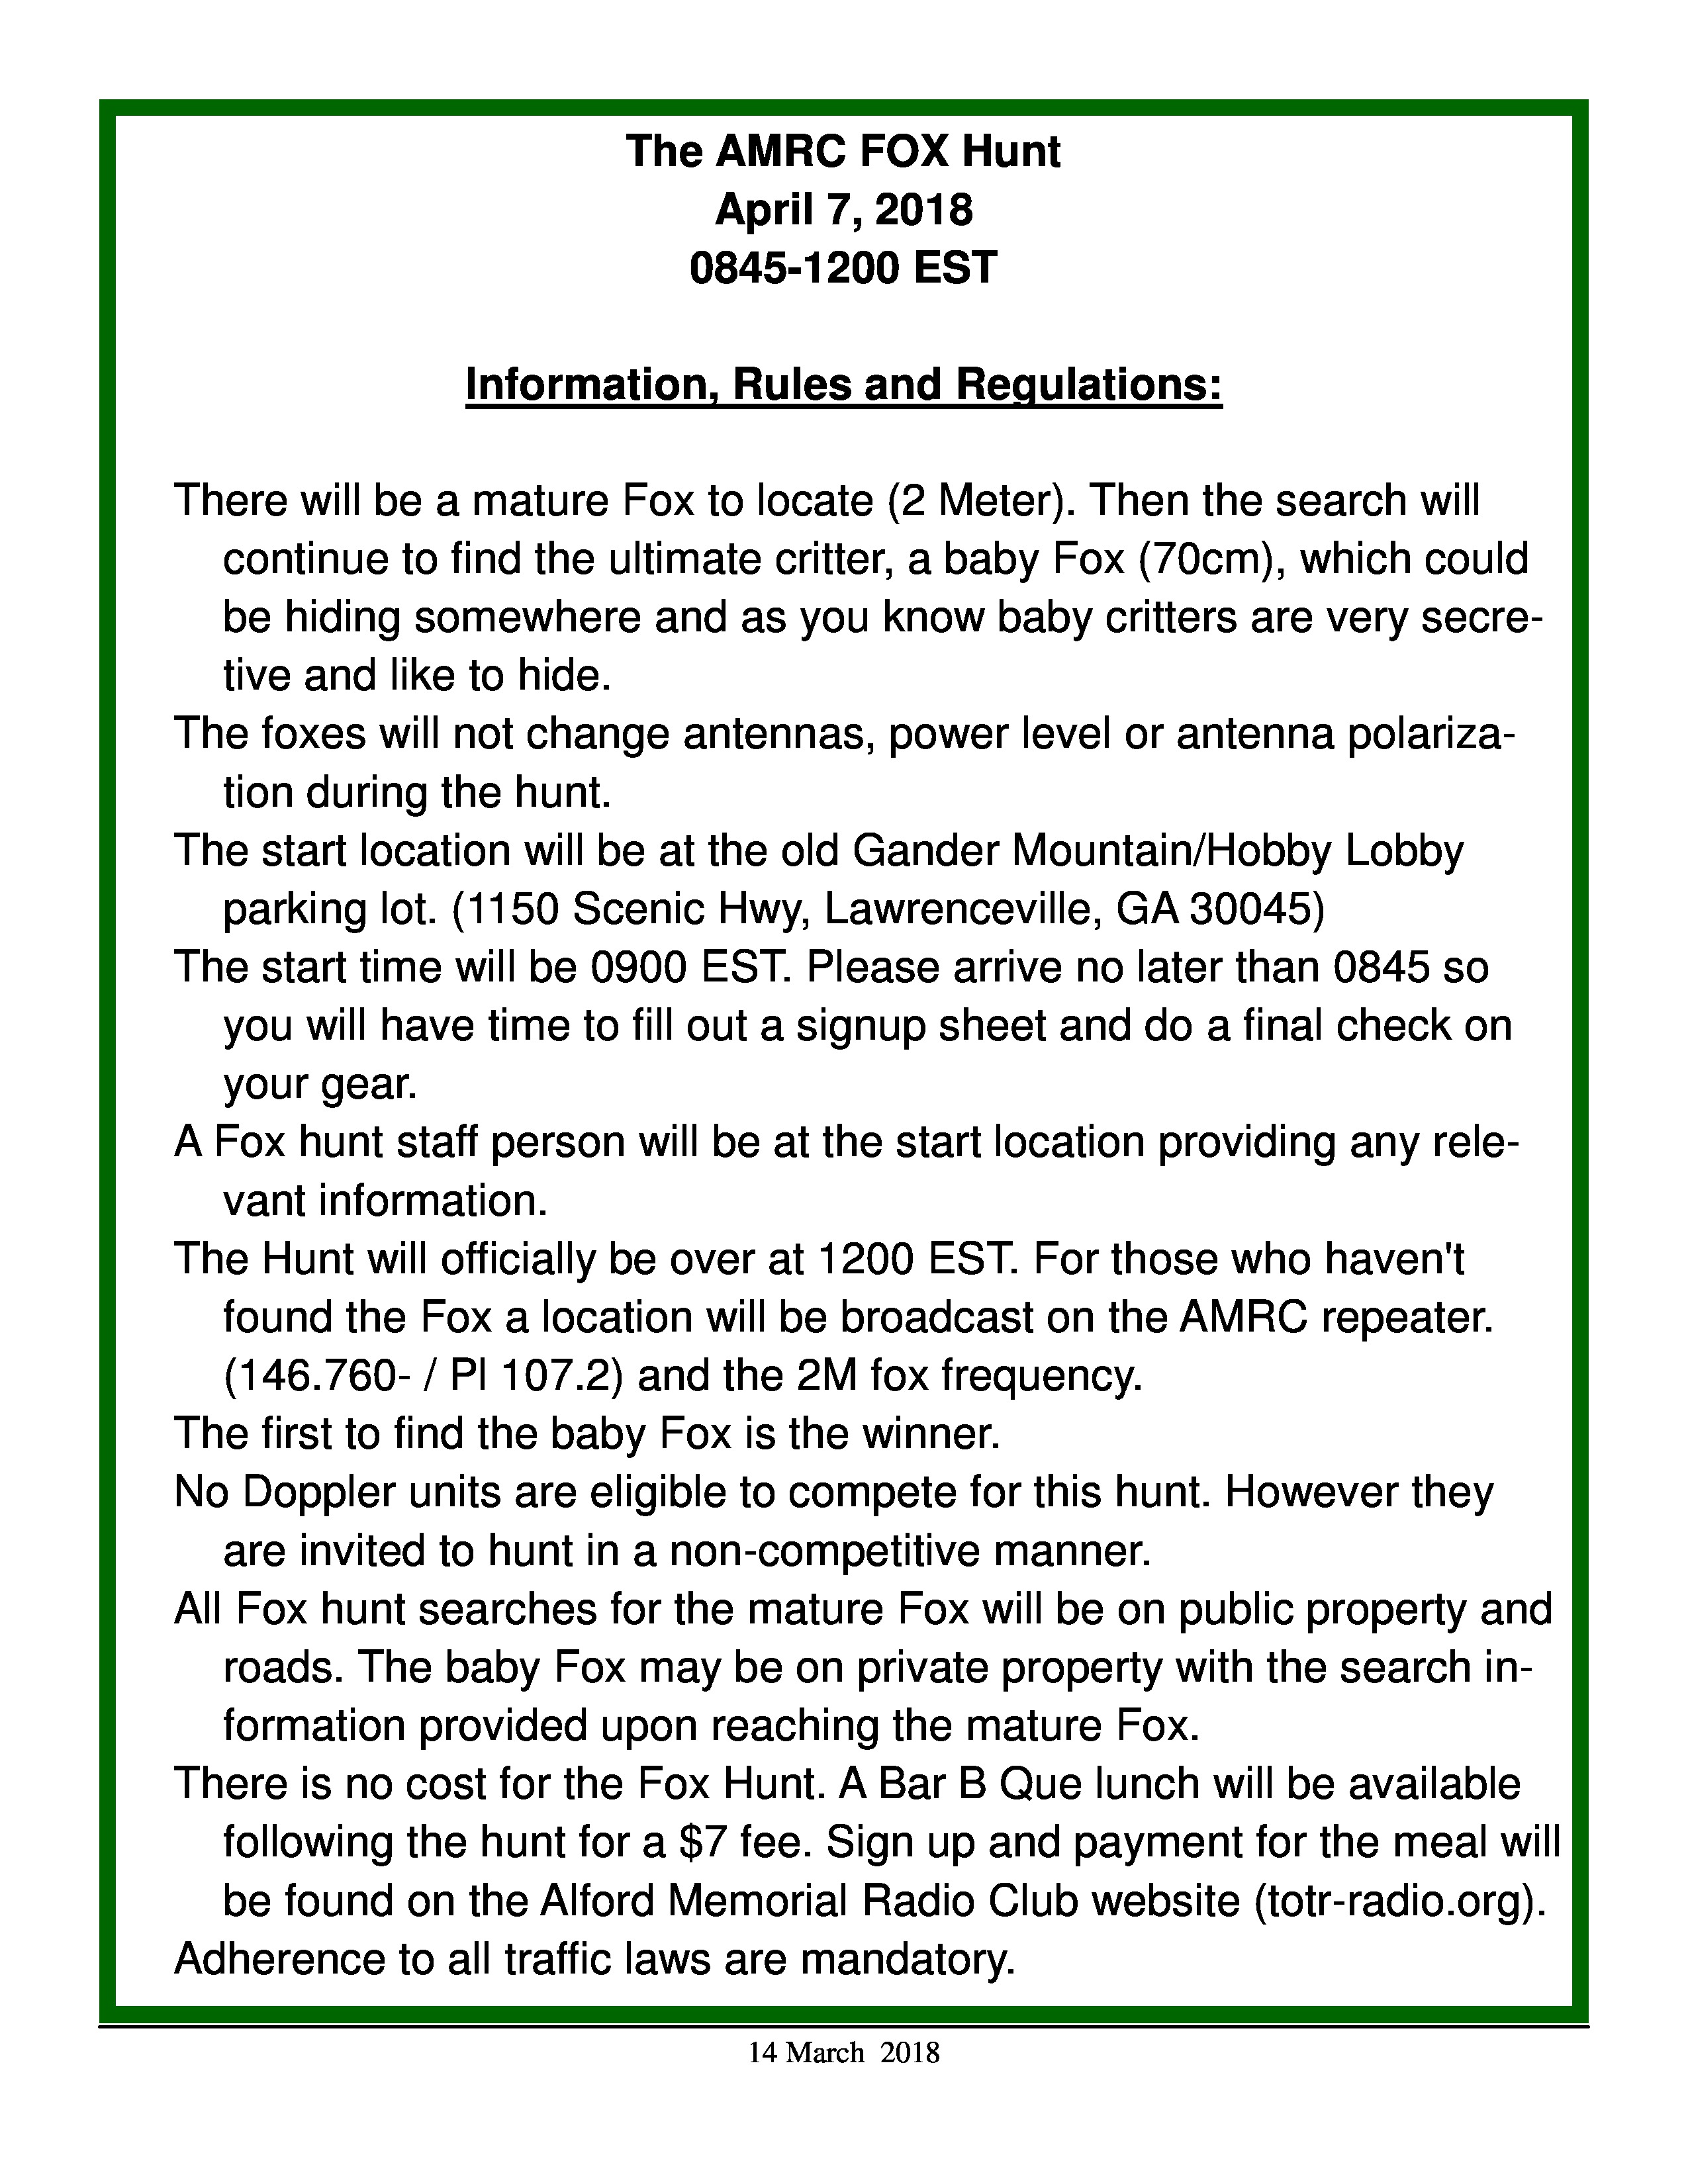 The AMRC FOX Hunt
April 7, 2018
0845-1200 EST
Information, Rules and Regulations:
There will be a mature Fox to locate (2 Meter). Then the search will
continue to find the ultimate critter, a baby Fox (70cm), which could
be hiding somewhere and as you know baby critters are very secre-
tive and like to hide.
The foxes will not change antennas, power level or antenna polariza-
tion during the hunt.
The start location will be at the old Gander Mountain/Hobby Lobby
parking lot. (1150 Scenic Hwy, Lawrenceville, GA 30045)
The start time will be 0900 EST. Please arrive no later than 0845 so
you will have time to fill out a signup sheet and do a final check on
your gear.
A Fox hunt staff person will be at the start location providing any rele-
vant information.
The Hunt will officially be over at 1200 EST. For those who haven't
found the Fox a location will be broadcast on the AMRC repeater.
(146.760- / Pl 107.2) and the 2M fox frequency.
The first to find the baby Fox is the winner.
No Doppler units are eligible to compete for this hunt. However they
are invited to hunt in a non-competitive manner.
All Fox hunt searches for the mature Fox will be on public property and
roads. The baby Fox may be on private property with the search in-
formation provided upon reaching the mature Fox.
There is no cost for the Fox Hunt. A Bar B Que lunch will be available
following the hunt for a $7 fee. Sign up and payment for the meal will
be found on the Alford Memorial Radio Club website (totr-radio.org).
Adherence to all traffic laws are mandatory.
14 March  2018